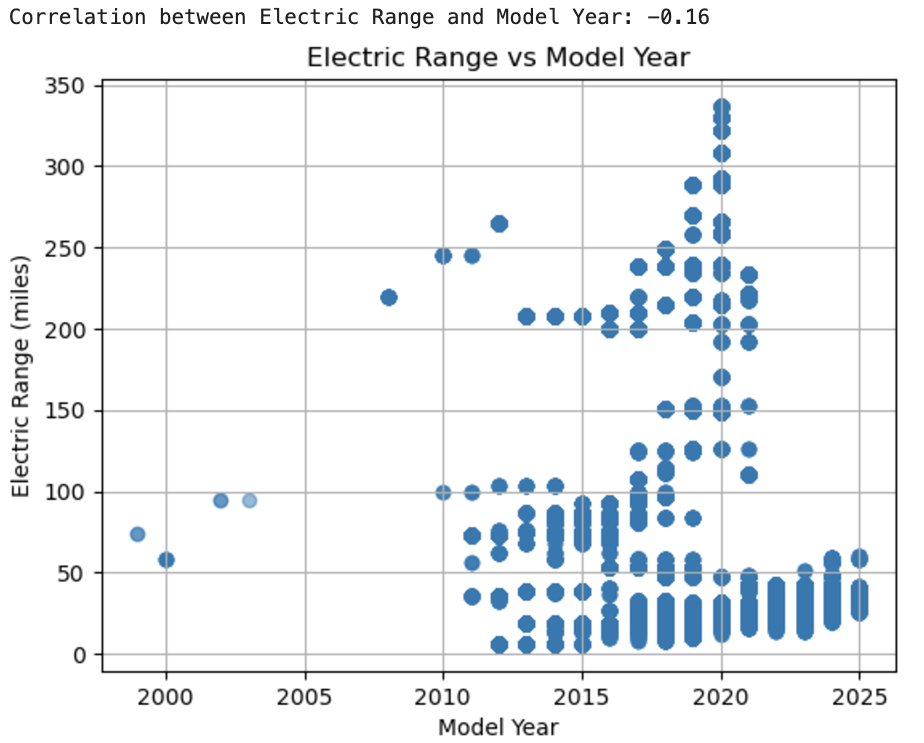 Correlation between Electric Range and Model Year: -0.16
Electric Range vs Model Year
350
300
250
200
150
100
50
0
Electric Range (miles)
2000 2005 2010 2015 2020 2025
Model Year